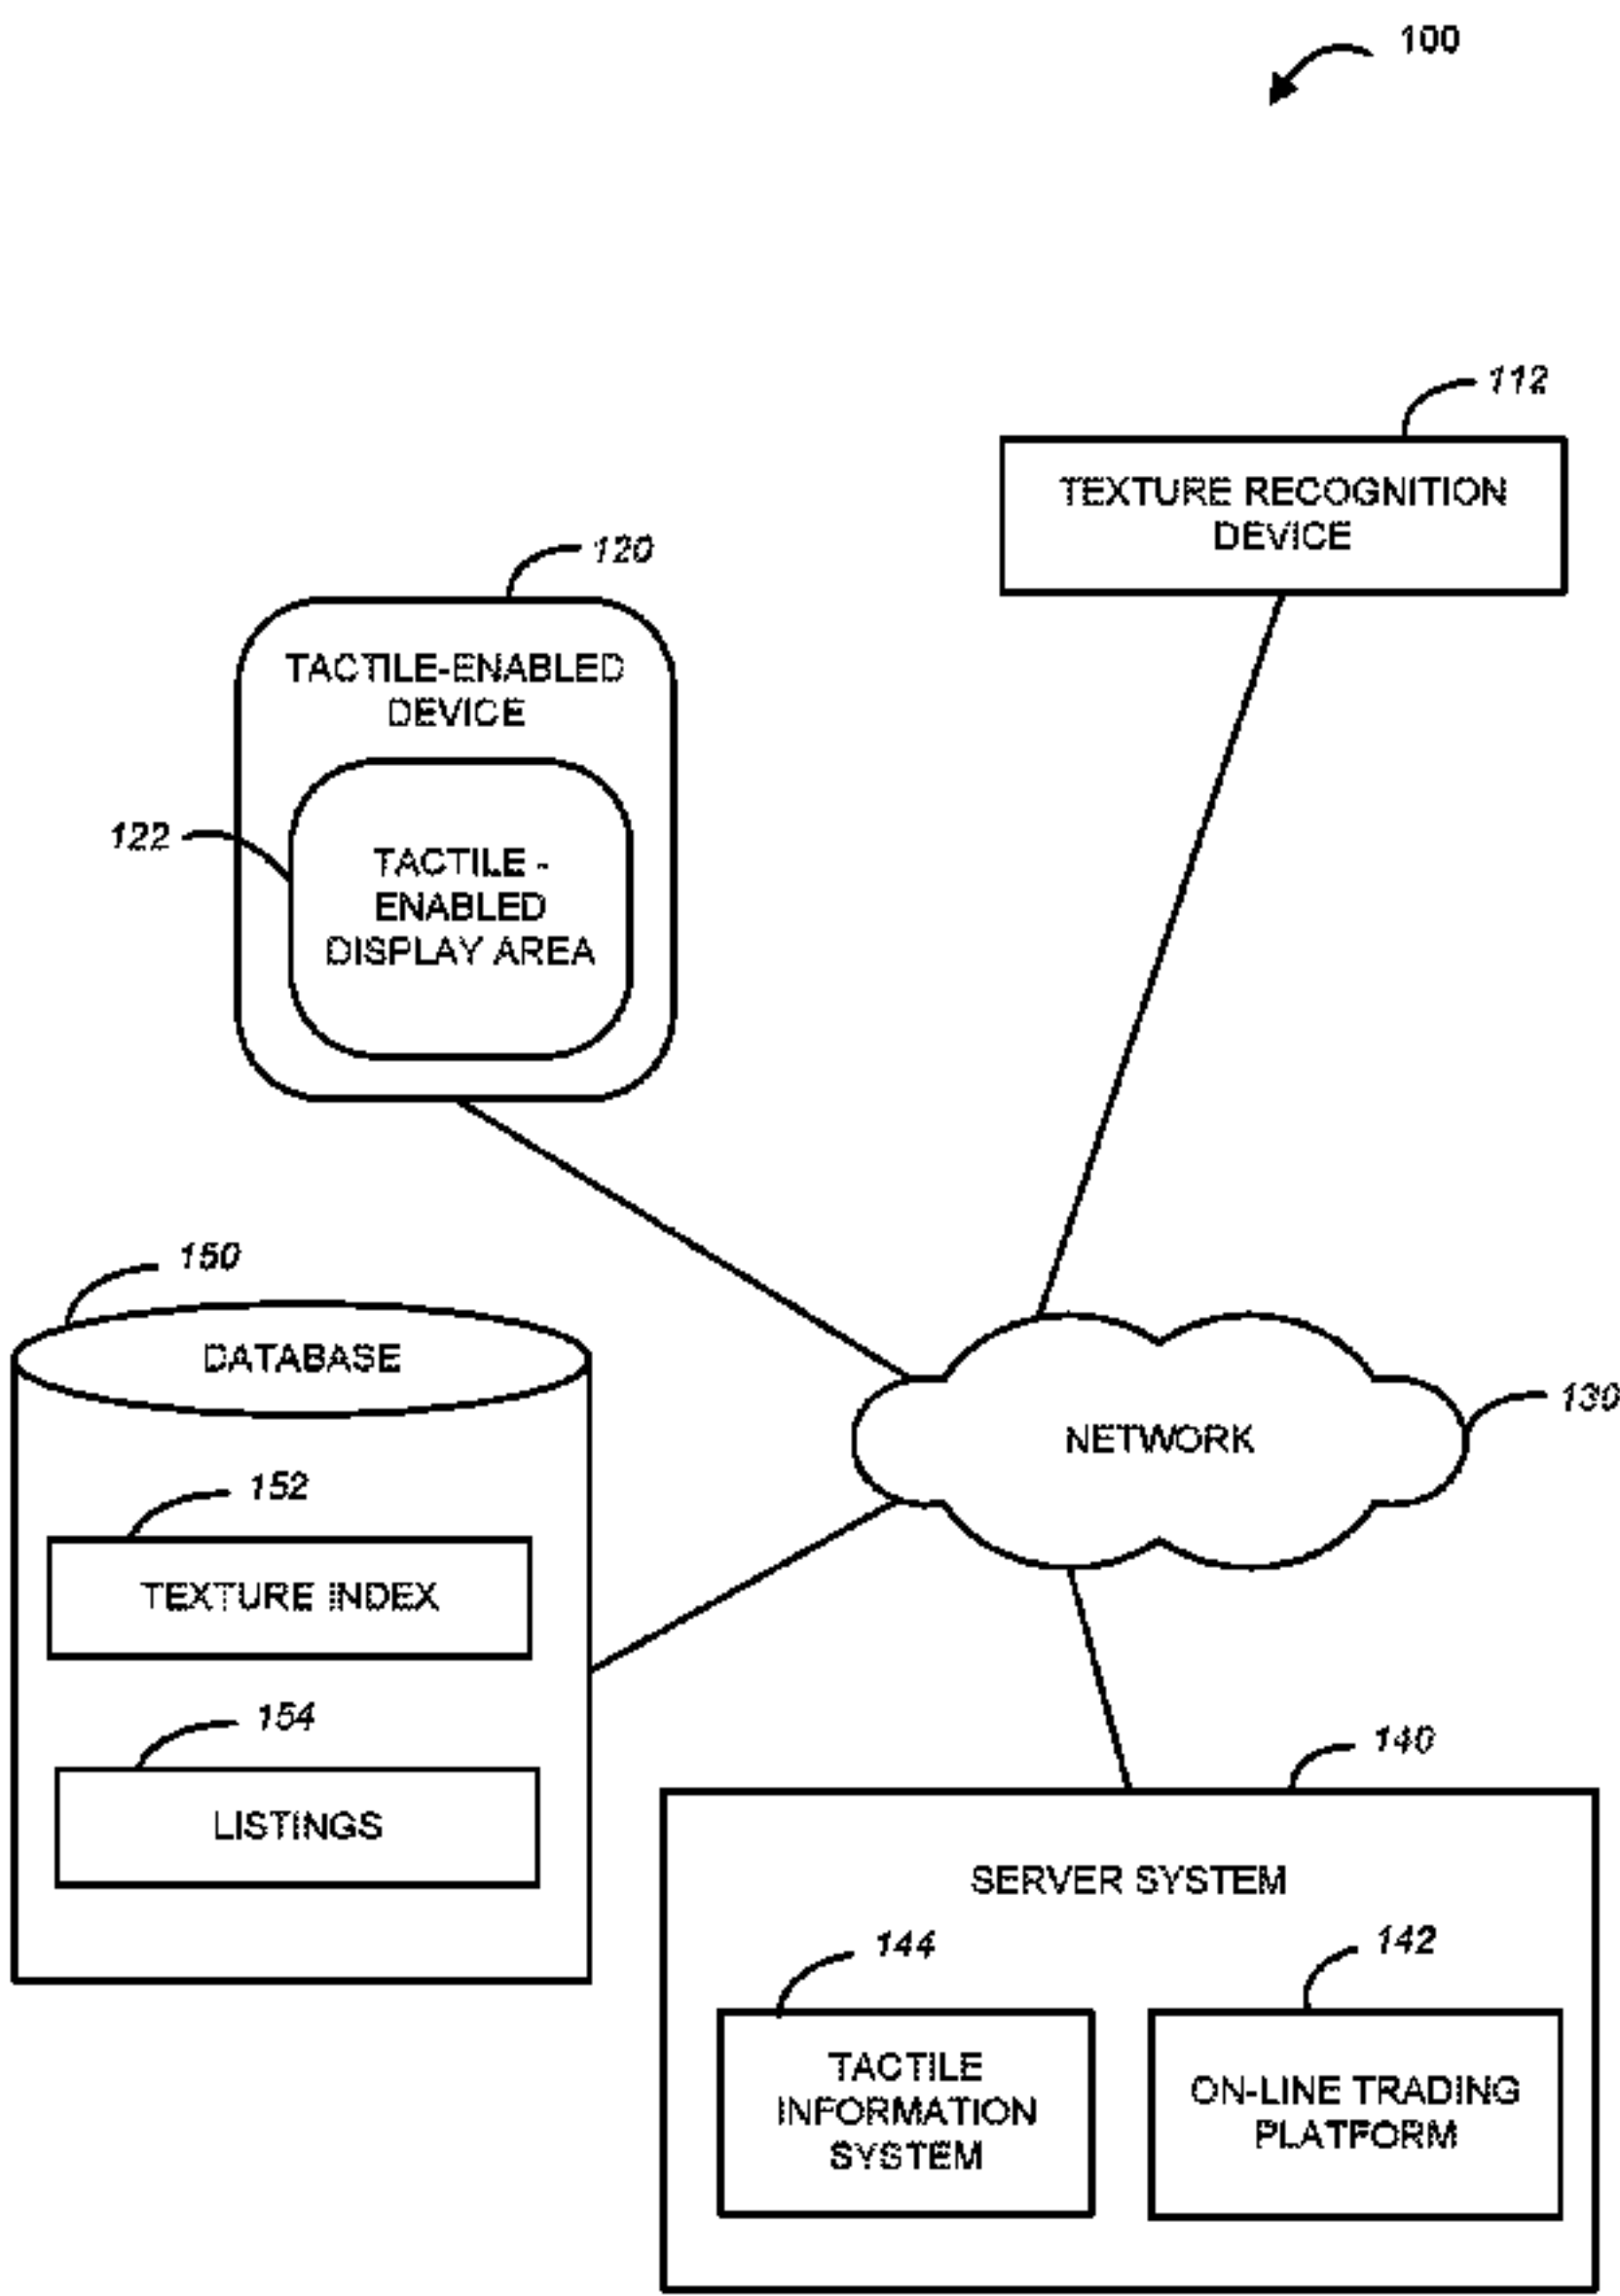 100
112
TEXTURE RECOGNITION
DEVICE
120
TACTILE-ENABLED
DEVICE
122
TACTILE -
ENABLED
DISPLAY AREA
150
DATABASE
130
NETWORK
152
TEXTURE INDEX
154
LISTINGS
140
SERVER SYSTEM
144
142
TACTILE
INFORMATION
SYSTEM
ON-LINE TRADING
PLATFORM